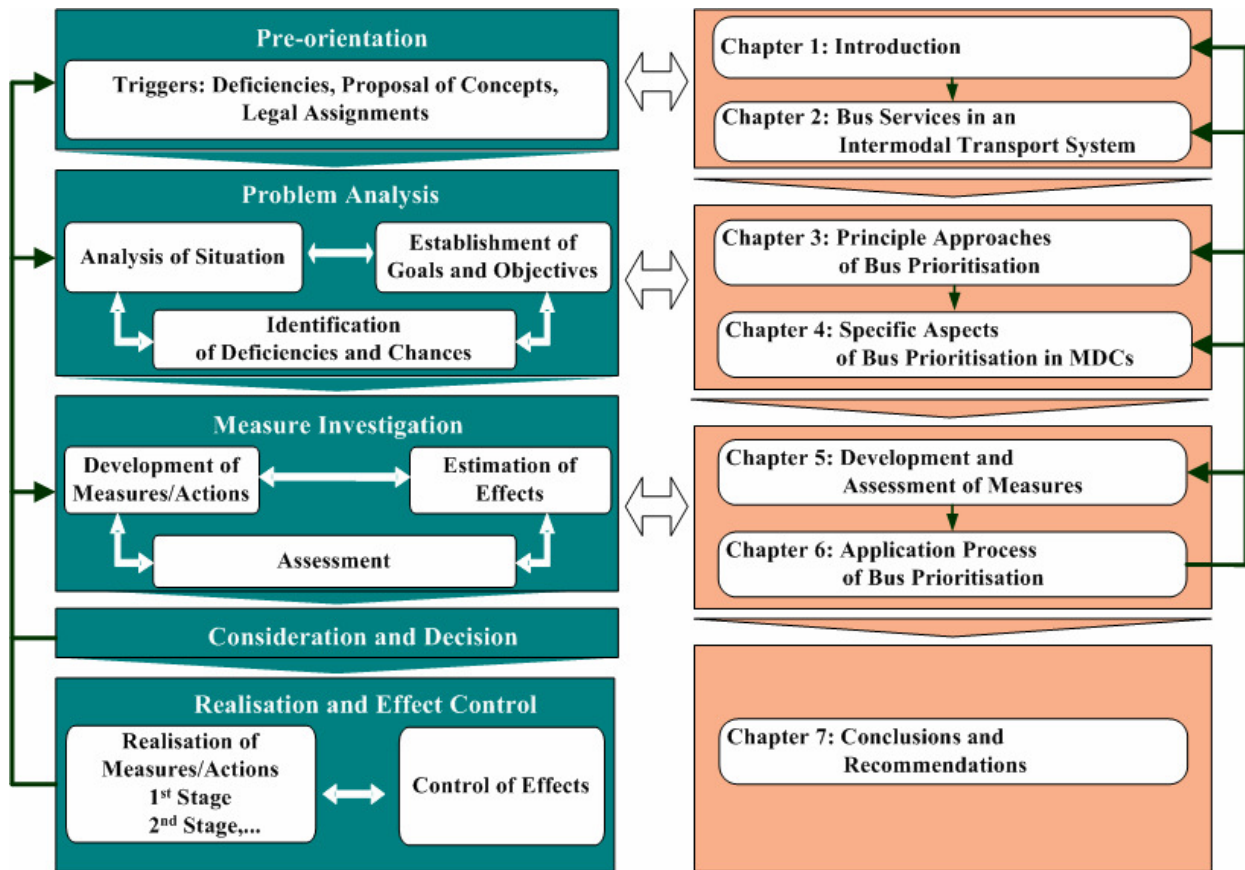 Pre-orientation
Triggers: Deficiencies, Proposal of Concepts,
Legal Assignments
Problem Analysis
Analysis of Situation
Establishment of
Goals and Objectives
Identification
of Deficiencies and Chances
Measure Investigation
Development of
Measures/Actions
Estimation of
Effects
Assessment
Consideration and Decision
Realisation and Effect Control
Realisation of
Measures/Actions
1st Stage
2nd Stage,...
Control of Effects
Chapter 1: Introduction
Chapter 2: Bus Services in an
Intermodal Transport System
Chapter 3: Principle Approaches
of Bus Prioritisation
Chapter 4: Specific Aspects
of Bus Prioritisation in MDCs
Chapter 5: Development and
Assessment of Measures
Chapter 6: Application Process
of Bus Prioritisation
Chapter 7: Conclusions and
Recommendations